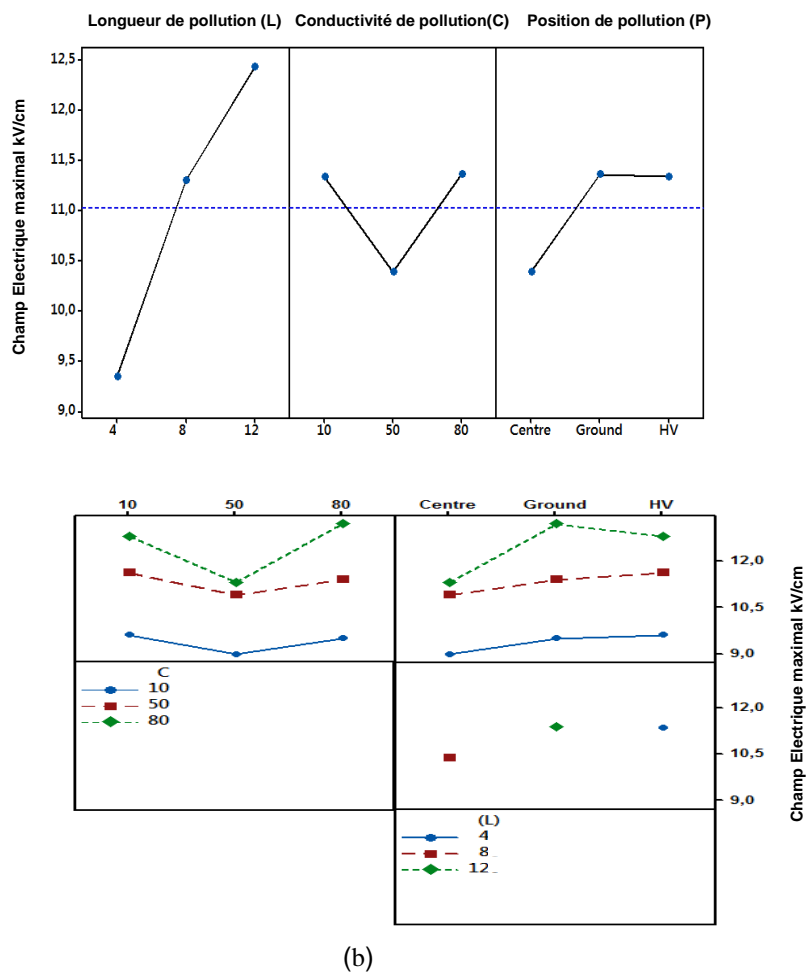 Longueur de pollution (L) Conductivité de pollution(C) Position de pollution (P)
Champ Electrique maximal kV/cm
12,5
12,0
11,5
11,0
10,5
10,0
9,5
9,0
4 8 12 10 50 80 Centre Ground HV
10 50 80 Centre Ground HV
12,0
10,5
9,0
C
10
50
80
12,0
10,5
9,0
Champ Electrique maximal kV/cm
(L)
4
8
12
(b)